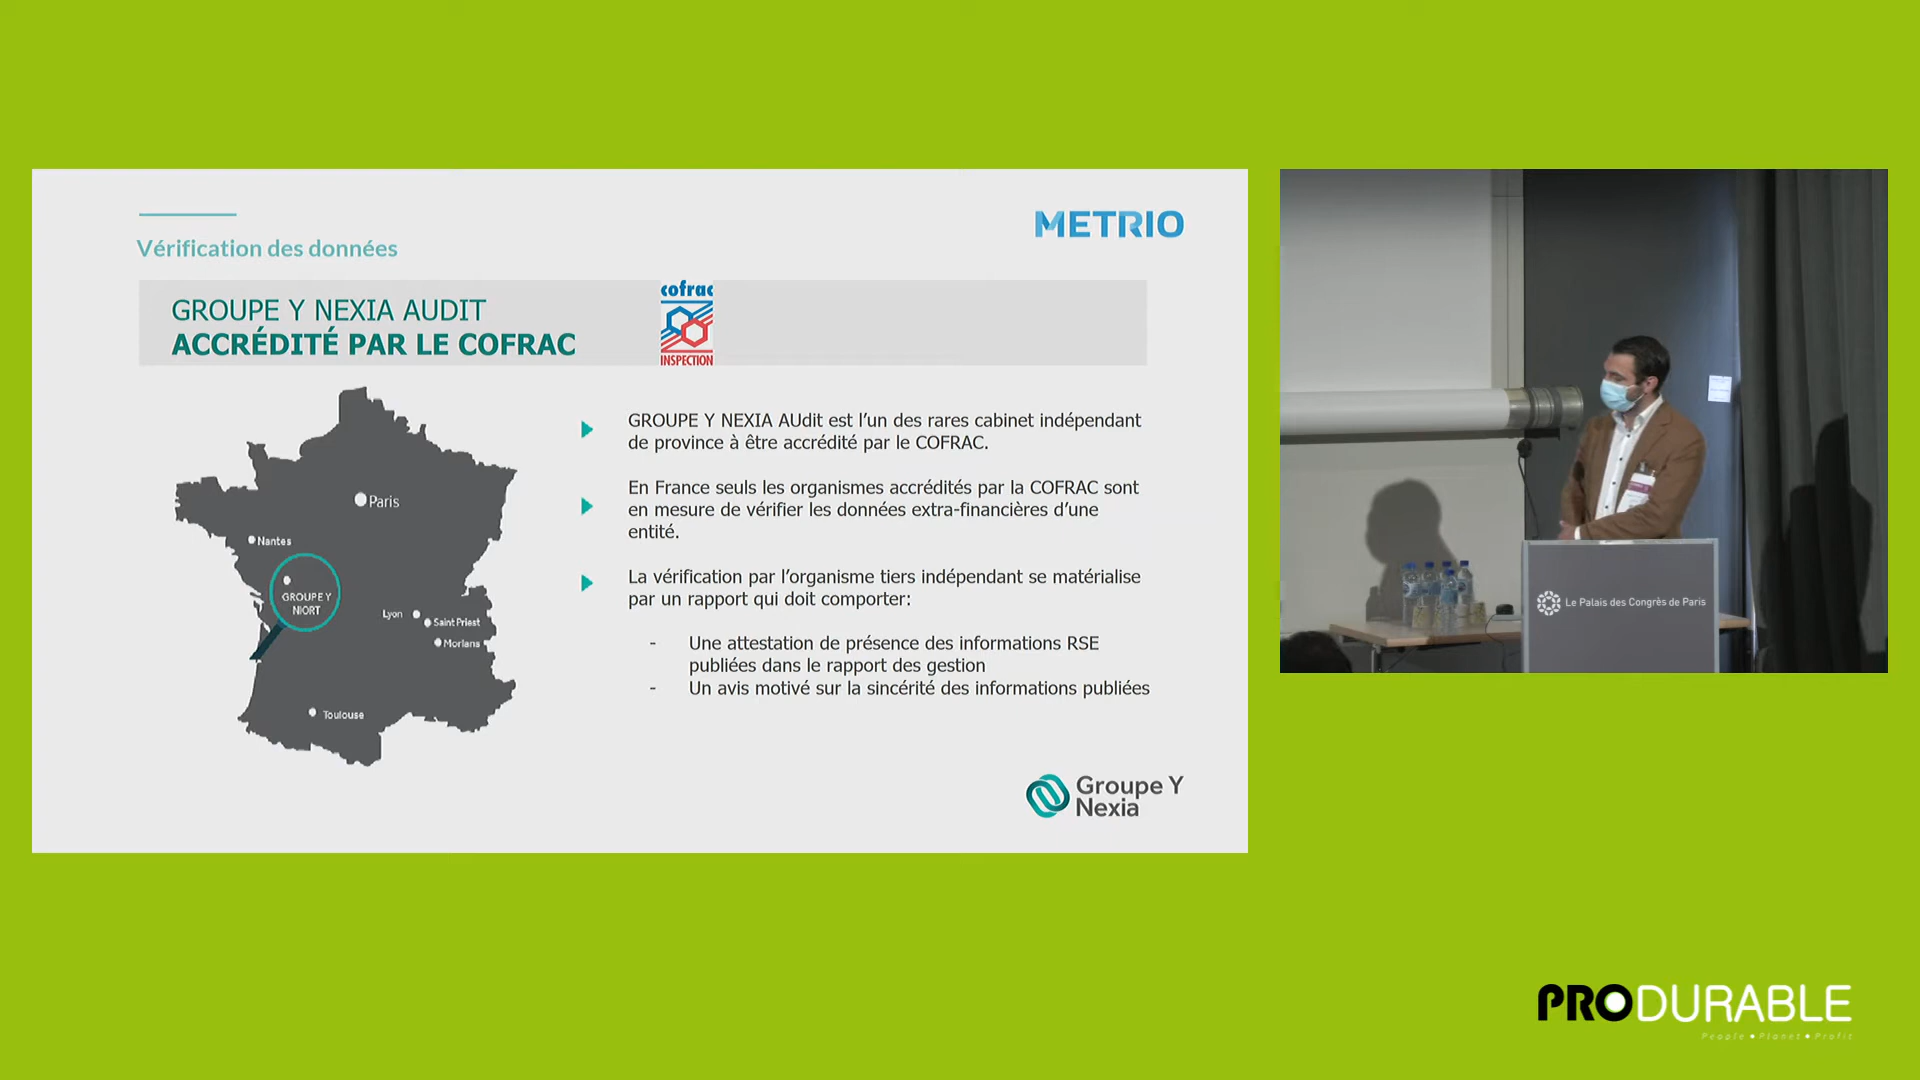 METRIO
Vérification des données
GROUPE Y NEXIA AUDIT
ACCRÉDITÉ PAR LE COFRAC
cofrac
INSPECTION
Paris
Nantes
GROUPE Y
NIORT
Lyon
Saint Priest
Morlans
Toulouse
GROUPE Y NEXIA AUdit est l’un des rares cabinet indépendant
de province à être accrédité par le COFRAC.
En France seuls les organismes accrédités par la COFRAC sont
en mesure de vérifier les données extra-financières d’une
entité.
La vérification par l’organisme tiers indépendant se matérialise
par un rapport qui doit comporter:
- Une attestation de présence des informations RSE
publiées dans le rapport des gestion
- Un avis motivé sur la sincérité des informations publiées
Groupe Y
Nexia
Le Palais des Congrès de Paris
PRODURABLE
People • Planet • Profit